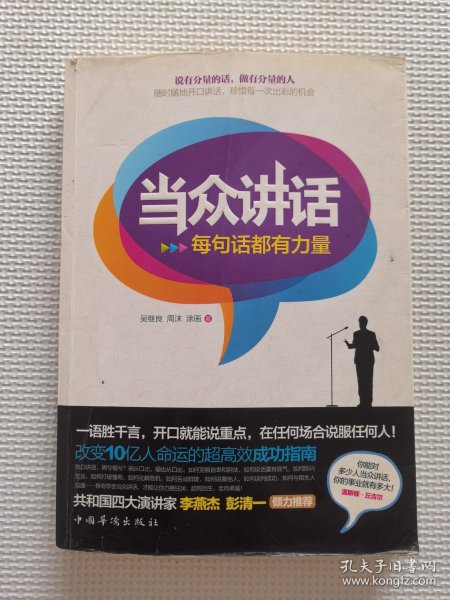 说有分量的话，做有分量的人
随时随地开口讲话，珍惜每一次出彩的机会
当众讲话
每句话都有力量
吴继良 周沫 涂画 著
一语胜千言，开口就能说重点，在任何场合说服任何人！
改变10亿人命运的超高效成功指南
共和国四大演讲家 李燕杰 彭清一 倾力推荐
中国华侨出版社
你能对
多少人当众讲话，
你的事业就有多大！
温斯顿·丘吉尔
孔夫子旧书网
www.kongfz.com